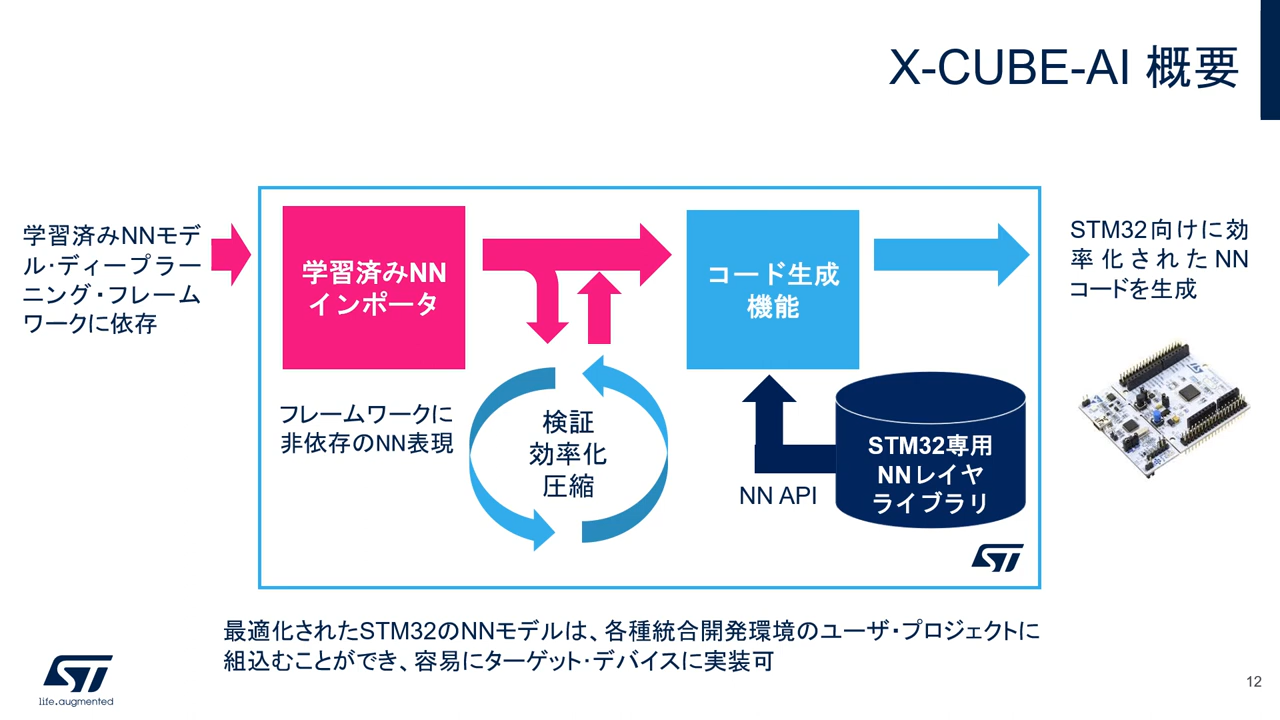 X-CUBE-AI 概要
学習済みNNモデ
ル・ディープラー
ニング・フレーム
ワークに依存
学習済みNN
インポータ
フレームワークに
非依存のNN表現
検証
効率化
圧縮
コード生成
機能
NN API
STM32専用
NNレイヤ
ライブラリ
ST
STM32向けに効
率化されたNN
コードを生成
最適化されたSTM32のNNモデルは、各種統合開発環境のユーザ・プロジェクトに
組込むことができ、容易にターゲット・デバイスに実装可
ST
life.augmented
12